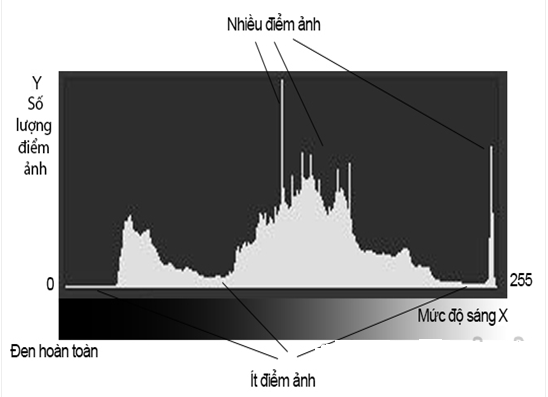 Nhiều điểm ảnh
Y
Số
lượng
điểm
ảnh
0
255
Mức độ sáng X
Đen hoàn toàn
Ít điểm ảnh